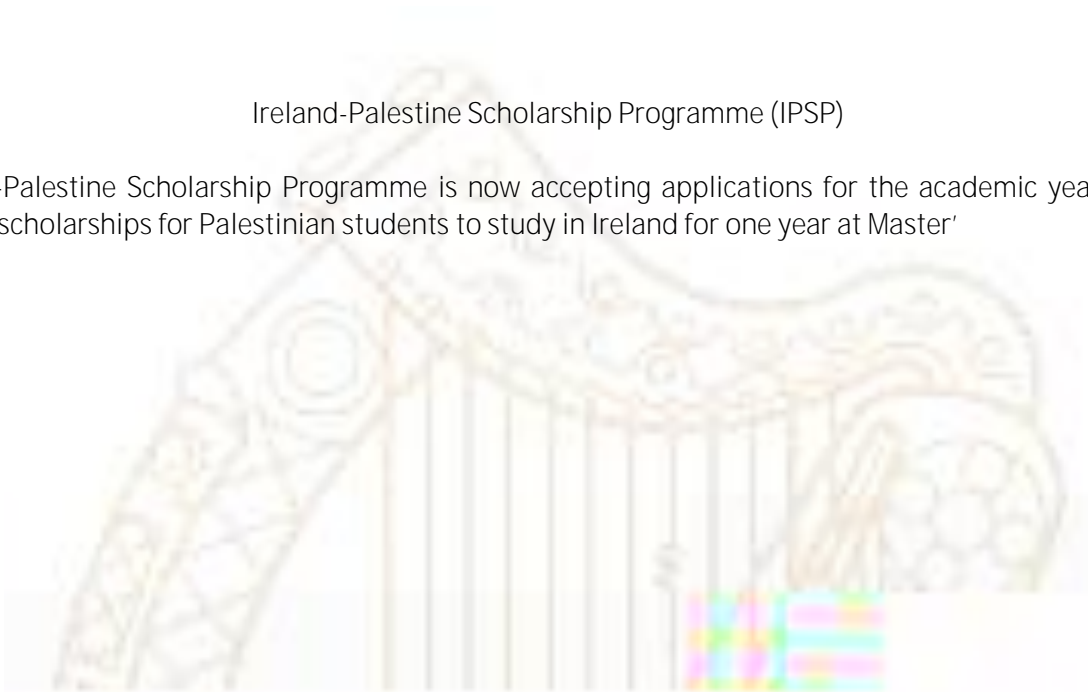 Ireland-Palestine Scholarship Programme (IPSP)
-Palestine Scholarship Programme is now accepting applications for the academic yea
scholarships for Palestinian students to study in Ireland for one year at Master'